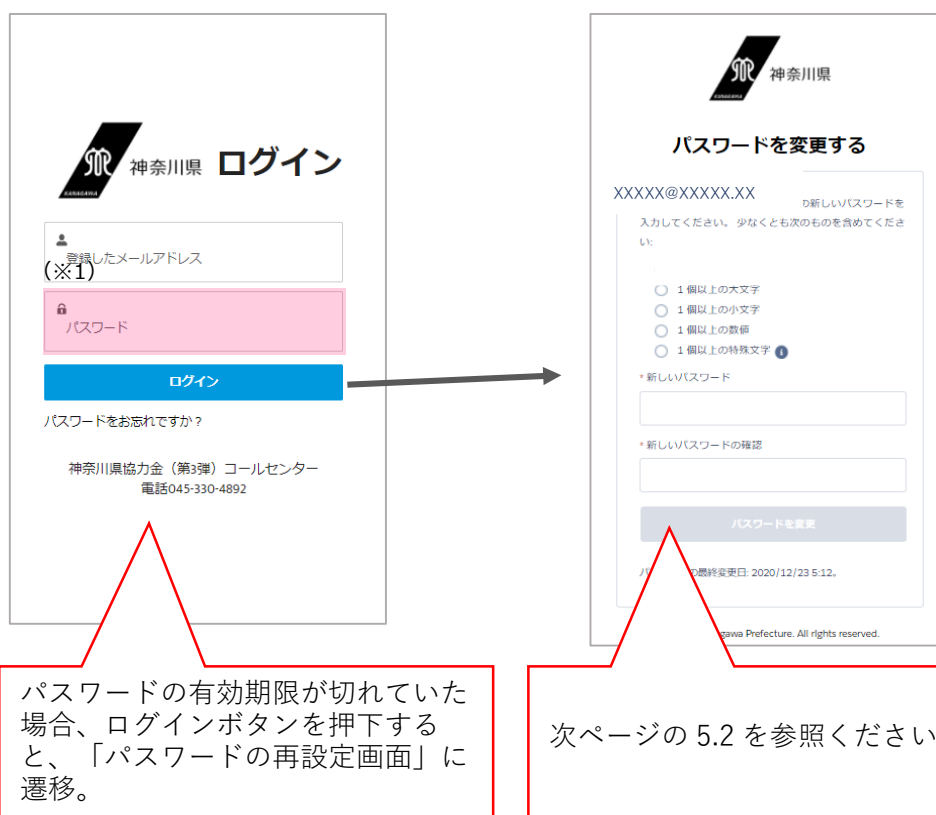 KANAGAWA
神奈川県 ログイン
登録したメールアドレス
(※1)
パスワード
ログイン
パスワードをお忘れですか？
神奈川県協力金（第3弾）コールセンター
電話045-330-4892
パスワードの有効期限が切れていた
場合、ログインボタンを押下する
と、「パスワードの再設定画面」に
遷移。
KANAGAWA
神奈川県
パスワードを変更する
XXXXX@XXXXX.XX
の新しいパスワードを
入力してください。 少なくとも次のものを含めてくださ
い:
1 個以上の大文字
1 個以上の小文字
1 個以上の数値
1 個以上の特殊文字
* 新しいパスワード
* 新しいパスワードの確認
パスワードを変更
の最終変更日: 2020/12/23 5:12。
gawa Prefecture. All rights reserved.
次ページの 5.2 を参照ください